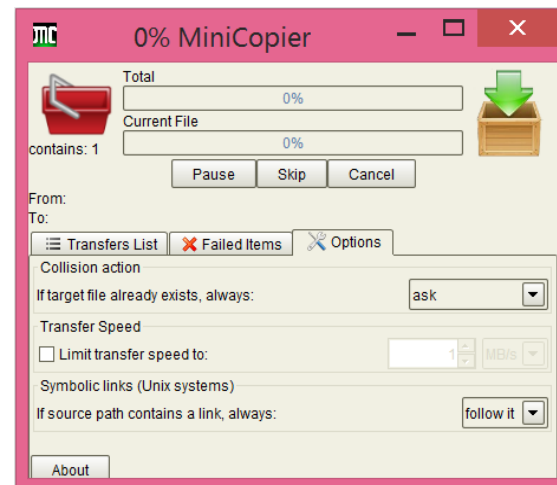 mc
0% MiniCopier
Total
0%
Current File
0%
contains: 1
Pause Skip Cancel
From:
To:
Transfers List Failed Items Options
Collision action
If target file already exists, always: ask
Transfer Speed
Limit transfer speed to: 1 MB/s
Symbolic links (Unix systems)
If source path contains a link, always: follow it
About